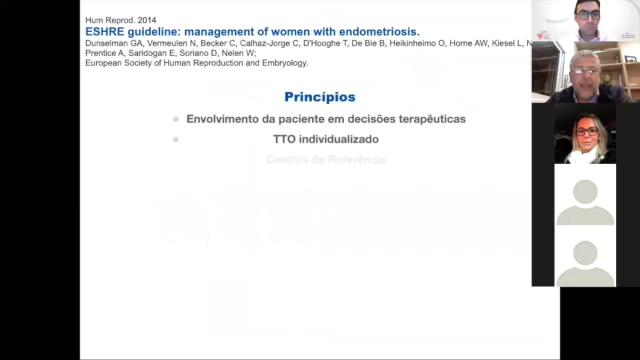 Hum Reprod. 2014
ESHRE guideline: management of women with endometriosis.
Dunselman GA, Vermeulen N, Becker C, Calhaz-Jorge C, D'Hooghe T, De Bie B, Heikinheimo O, Horne AW, Kiesel L, N
Prentice A, Saridogan E, Soriano D, Nelen W;
European Society of Human Reproduction and Embryology.
Princípios
Envolvimento da paciente em decisões terapêuticas
TTO individualizado
Centros de Referência